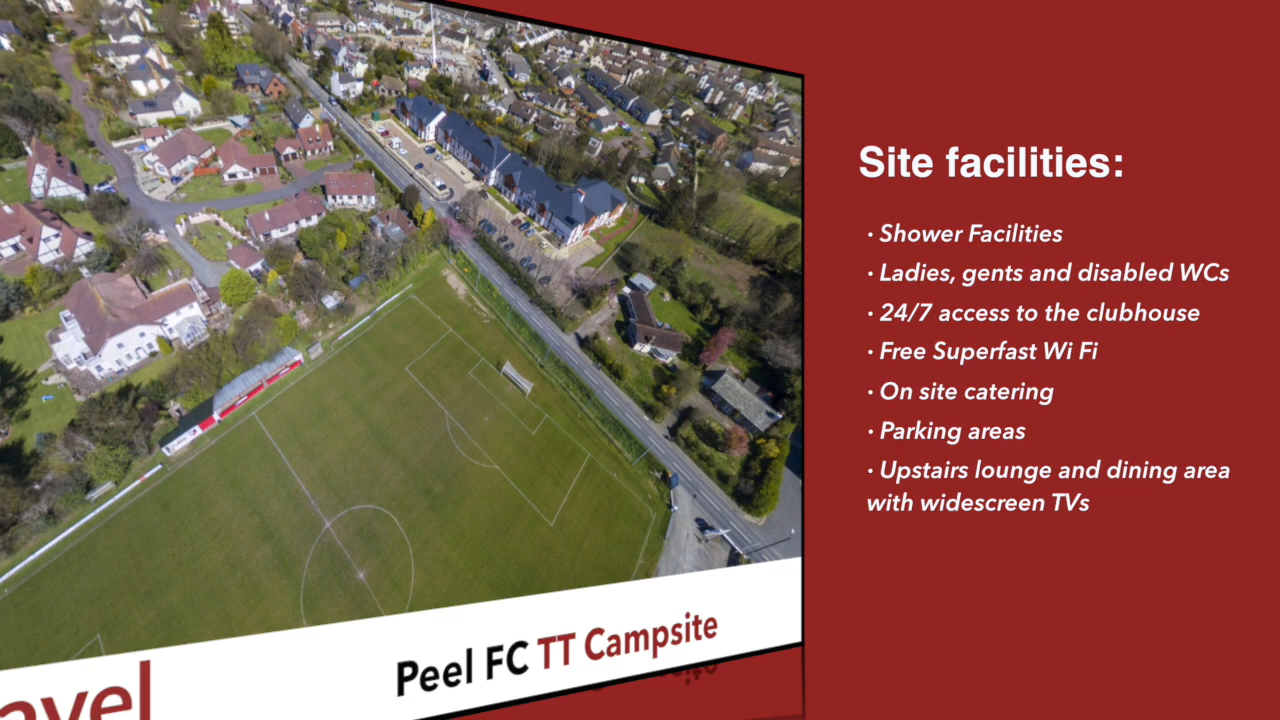 Site facilities:
· Shower Facilities
· Ladies, gents and disabled WCs
· 24/7 access to the clubhouse
· Free Superfast Wi Fi
· On site catering
· Parking areas
· Upstairs lounge and dining area
with widescreen TVs
Peel FC TT Campsite
avel